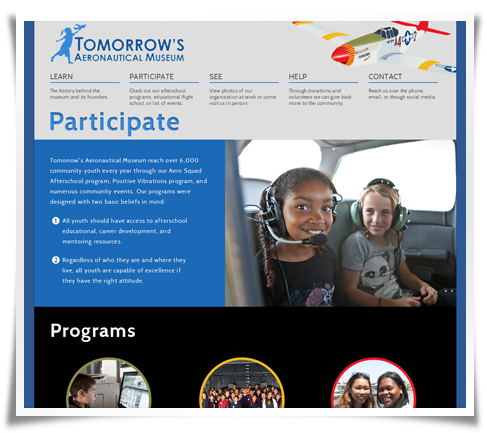 TOMORROW'S
AERONAUTICAL MUSEUM
LEARN
The history behind the
museum and its founders.
PARTICIPATE
Check out our afterschool
programs, educational flight
school, or list of events.
SEE
View photos of our
organization at work or come
visit us in person.
HELP
Through donations and
volunteers we can give back
more to the community.
CONTACT
Reach us over the phone,
email, or though social media.
Participate
Tomorrow's Aeronautical Museum reach over 6,000
community youth every year through our Aero Squad
Afterschool program, Positive Vibrations program, and
numerous community events. Our programs were
designed with two basic beliefs in mind:
1 All youth should have access to afterschool
educational, career development, and
mentoring resources.
2 Regardless of who they are and where they
live, all youth are capable of excellence if
they have the right attitude.
Programs